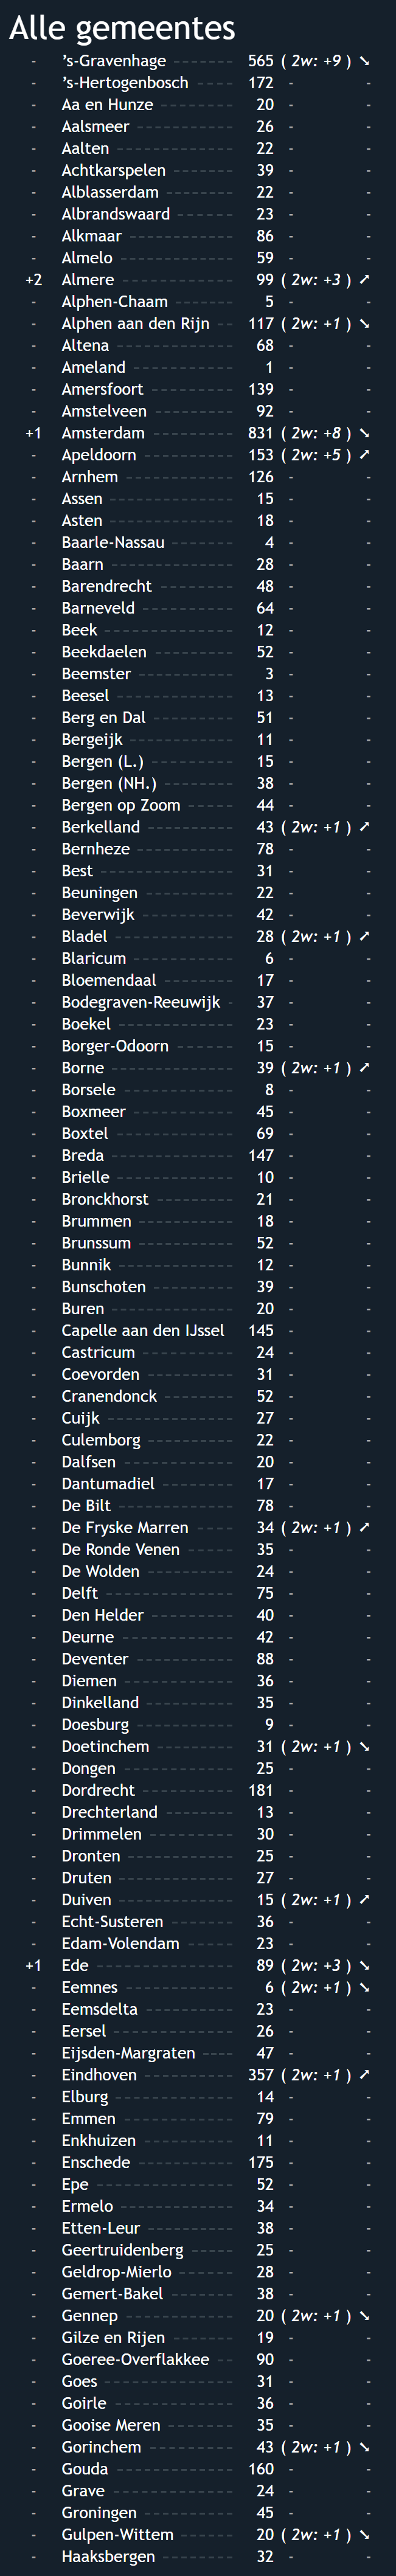 Alle gemeentes
- ’s-Gravenhage ------- 565 ( 2w: +9 ) ➘
- ’s-Hertogenbosch ----- 172 - -
- Aa en Hunze -------- 20 - -
- Aalsmeer ---------- 26 - -
- Aalten ------------ 22 - -
- Achtkarspelen ------- 39 - -
- Alblasserdam -------- 22 - -
- Albrandswaard ------ 23 - -
- Alkmaar ----------- 86 - -
- Almelo ------------ 59 - -
+2 Almere ------------ 99 ( 2w: +3 ) ➚
- Alphen-Chaam ------- 5 - -
- Alphen aan den Rijn -- 117 ( 2w: +1 ) ➘
- Altena ------------ 68 - -
- Ameland ----------- 1 - -
- Amersfoort --------- 139 - -
- Amstelveen --------- 92 - -
+1 Amsterdam --------- 831 ( 2w: +8 ) ➘
- Apeldoorn ---------- 153 ( 2w: +5 ) ➚
- Arnhem ------------ 126 - -
- Assen ------------- 15 - -
- Asten ------------- 18 - -
- Baarle-Nassau ------- 4 - -
- Baarn ------------- 28 - -
- Barendrecht -------- 48 - -
- Barneveld ---------- 64 - -
- Beek -------------- 12 - -
- Beekdaelen --------- 52 - -
- Beemster ---------- 3 - -
- Beesel ------------ 13 - -
- Berg en Dal --------- 51 - -
- Bergeijk ----------- 11 - -
- Bergen (L.) --------- 15 - -
- Bergen (NH.) -------- 38 - -
- Bergen op Zoom ----- 44 - -
- Berkelland ---------- 43 ( 2w: +1 ) ➚
- Bernheze ---------- 78 - -
- Best -------------- 31 - -
- Beuningen --------- 22 - -
- Beverwijk ---------- 42 - -
- Bladel ------------ 28 ( 2w: +1 ) ➚
- Blaricum ----------- 6 - -
- Bloemendaal -------- 17 - -
- Bodegraven-Reeuwijk - 37 - -
- Boekel ------------ 23 - -
- Borger-Odoorn ------ 15 - -
- Borne ------------- 39 ( 2w: +1 ) ➚
- Borsele ----------- 8 - -
- Boxmeer ----------- 45 - -
- Boxtel ------------ 69 - -
- Breda ------------- 147 - -
- Brielle ------------ 10 - -
- Bronckhorst -------- 21 - -
- Brummen ---------- 18 - -
- Brunssum ---------- 52 - -
- Bunnik ------------ 12 - -
- Bunschoten --------- 39 - -
- Buren ------------- 20 - -
- Capelle aan den IJssel 145 - -
- Castricum ---------- 24 - -
- Coevorden --------- 31 - -
- Cranendonck ------- 52 - -
- Cuijk ------------- 27 - -
- Culemborg --------- 22 - -
- Dalfsen ----------- 20 - -
- Dantumadiel -------- 17 - -
- De Bilt ------------ 78 - -
- De Fryske Marren ---- 34 ( 2w: +1 ) ➚
- De Ronde Venen ----- 35 - -
- De Wolden --------- 24 - -
- Delft ------------- 75 - -
- Den Helder --------- 40 - -
- Deurne ------------ 42 - -
- Deventer ---------- 88 - -
- Diemen ----------- 36 - -
- Dinkelland --------- 35 - -
- Doesburg ---------- 9 - -
- Doetinchem -------- 31 ( 2w: +1 ) ➘
- Dongen ----------- 25 - -
- Dordrecht ---------- 181 - -
- Drechterland ------- 13 - -
- Drimmelen --------- 30 - -
- Dronten ----------- 25 - -
- Druten ------------ 27 - -
- Duiven ------------ 15 ( 2w: +1 ) ➚
- Echt-Susteren ------- 36 - -
- Edam-Volendam ----- 23 - -
+1 Ede --------------- 89 ( 2w: +3 ) ➘
- Eemnes ----------- 6 ( 2w: +1 ) ➘
- Eemsdelta --------- 23 - -
- Eersel ------------ 26 - -
- Eijsden-Margraten ---- 47 - -
- Eindhoven --------- 357 ( 2w: +1 ) ➚
- Elburg ------------ 14 - -
- Emmen ----------- 79 - -
- Enkhuizen --------- 11 - -
- Enschede ---------- 175 - -
- Epe --------------- 52 - -
- Ermelo ------------ 34 - -
- Etten-Leur --------- 38 - -
- Geertruidenberg ----- 25 - -
- Geldrop-Mierlo ------ 28 - -
- Gemert-Bakel ------- 38 - -
- Gennep ----------- 20 ( 2w: +1 ) ➘
- Gilze en Rijen ------- 19 - -
- Goeree-Overflakkee -- 90 - -
- Goes ------------- 31 - -
- Goirle ------------ 36 - -
- Gooise Meren ------- 35 - -
- Gorinchem --------- 43 ( 2w: +1 ) ➘
- Gouda ------------ 160 - -
- Grave ------------- 24 - -
- Groningen --------- 45 - -
- Gulpen-Wittem ------ 20 ( 2w: +1 ) ➘
- Haaksbergen -------- 32 - -